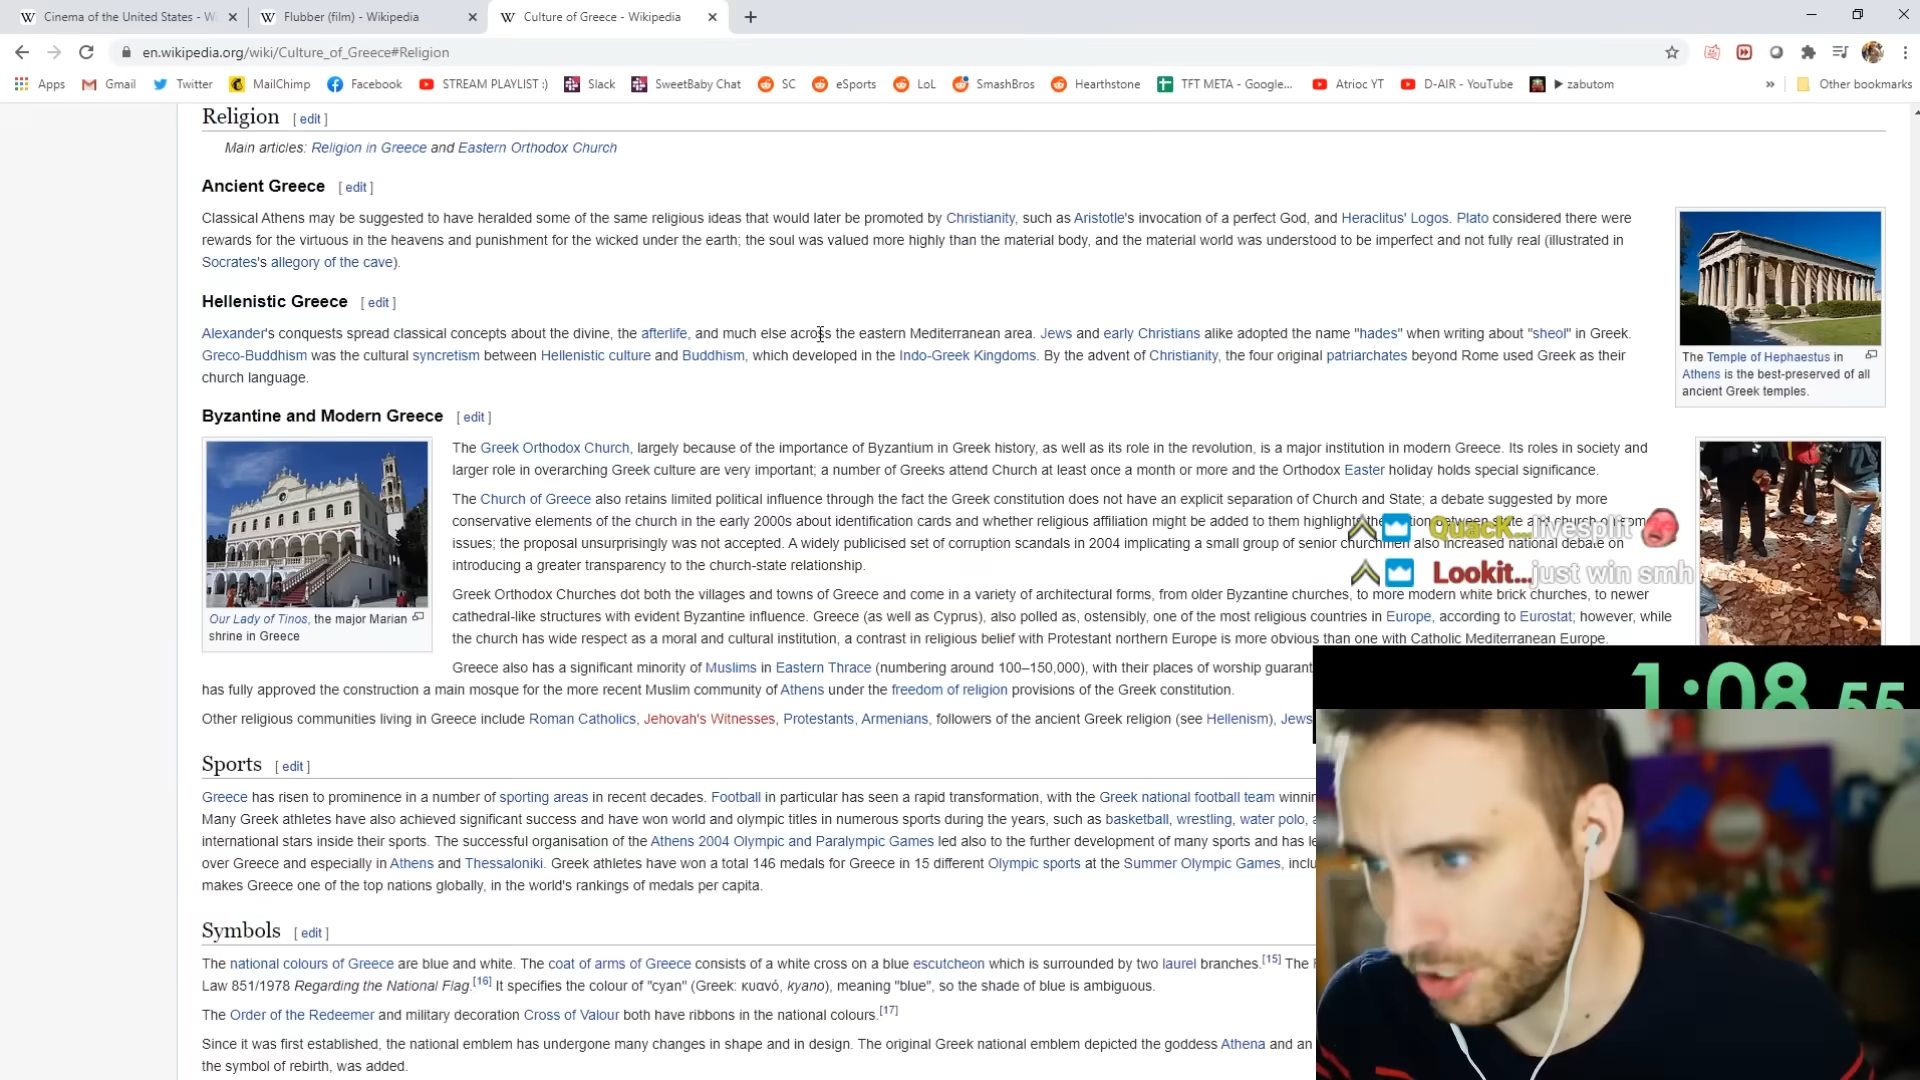 Cinema of the United States - W
Flubber (film) - Wikipedia
Culture of Greece - Wikipedia
en.wikipedia.org/wiki/Culture_of_Greece#Religion
Apps Gmail Twitter MailChimp Facebook STREAM PLAYLIST :) Slack SweetBaby Chat SC eSports LoL SmashBros Hearthstone TFT META - Google... Atrioc YT D-AIR - YouTube zabutom » Other bookmarks
Religion [ edit ]
Main articles: Religion in Greece and Eastern Orthodox Church
Ancient Greece [ edit ]
Classical Athens may be suggested to have heralded some of the same religious ideas that would later be promoted by Christianity, such as Aristotle's invocation of a perfect God, and Heraclitus' Logos. Plato considered there were
rewards for the virtuous in the heavens and punishment for the wicked under the earth; the soul was valued more highly than the material body, and the material world was understood to be imperfect and not fully real (illustrated in
Socrates's allegory of the cave).
Hellenistic Greece [ edit ]
Alexander's conquests spread classical concepts about the divine, the afterlife, and much else across the eastern Mediterranean area. Jews and early Christians alike adopted the name "hades" when writing about "sheol" in Greek.
Greco-Buddhism was the cultural syncretism between Hellenistic culture and Buddhism, which developed in the Indo-Greek Kingdoms. By the advent of Christianity, the four original patriarchates beyond Rome used Greek as their
church language.
The Temple of Hephaestus in
Athens is the best-preserved of all
ancient Greek temples.
Byzantine and Modern Greece [ edit ]
Our Lady of Tinos, the major Marian
shrine in Greece
The Greek Orthodox Church, largely because of the importance of Byzantium in Greek history, as well as its role in the revolution, is a major institution in modern Greece. Its roles in society and
larger role in overarching Greek culture are very important; a number of Greeks attend Church at least once a month or more and the Orthodox Easter holiday holds special significance.
The Church of Greece also retains limited political influence through the fact the Greek constitution does not have an explicit separation of Church and State; a debate suggested by more
conservative elements of the church in the early 2000s about identification cards and whether religious affiliation might be added to them highlights the
issues; the proposal unsurprisingly was not accepted. A widely publicised set of corruption scandals in 2004 implicating a small group of senior churchmen also increased national debate on
introducing a greater transparency to the church-state relationship.
QuacK... livesplit
Lookit... just win smh
Greek Orthodox Churches dot both the villages and towns of Greece and come in a variety of architectural forms, from older Byzantine churches, to more modern white brick churches, to newer
cathedral-like structures with evident Byzantine influence. Greece (as well as Cyprus), also polled as, ostensibly, one of the most religious countries in Europe, according to Eurostat; however, while
the church has wide respect as a moral and cultural institution, a contrast in religious belief with Protestant northern Europe is more obvious than one with Catholic Mediterranean Europe.
Greece also has a significant minority of Muslims in Eastern Thrace (numbering around 100–150,000), with their places of worship
has fully approved the construction a main mosque for the more recent Muslim community of Athens under the freedom of religion provisions of the Greek constitution.
Other religious communities living in Greece include Roman Catholics, Jehovah's Witnesses, Protestants, Armenians, followers of the ancient Greek religion (see Hellenism), Jews
1:08.55
Sports [ edit ]
Greece has risen to prominence in a number of sporting areas in recent decades. Football in particular has seen a rapid transformation, with the Greek national football team
Many Greek athletes have also achieved significant success and have won world and olympic titles in numerous sports during the years, such as basketball, wrestling, water polo,
international stars inside their sports. The successful organisation of the Athens 2004 Olympic and Paralympic Games led also to the further development of many sports and has
over Greece and especially in Athens and Thessaloniki. Greek athletes have won a total 146 medals for Greece in 15 different Olympic sports at the Summer Olympic Games,
makes Greece one of the top nations globally, in the world's rankings of medals per capita.
Symbols [ edit ]
The national colours of Greece are blue and white. The coat of arms of Greece consists of a white cross on a blue escutcheon which is surrounded by two laurel branches.[15] The
Law 851/1978 Regarding the National Flag.[16] It specifies the colour of "cyan" (Greek: κυανό, kyano), meaning "blue", so the shade of blue is ambiguous.
The Order of the Redeemer and military decoration Cross of Valour both have ribbons in the national colours.[17]
Since it was first established, the national emblem has undergone many changes in shape and in design. The original Greek national emblem depicted the goddess Athena and an
the symbol of rebirth, was added.